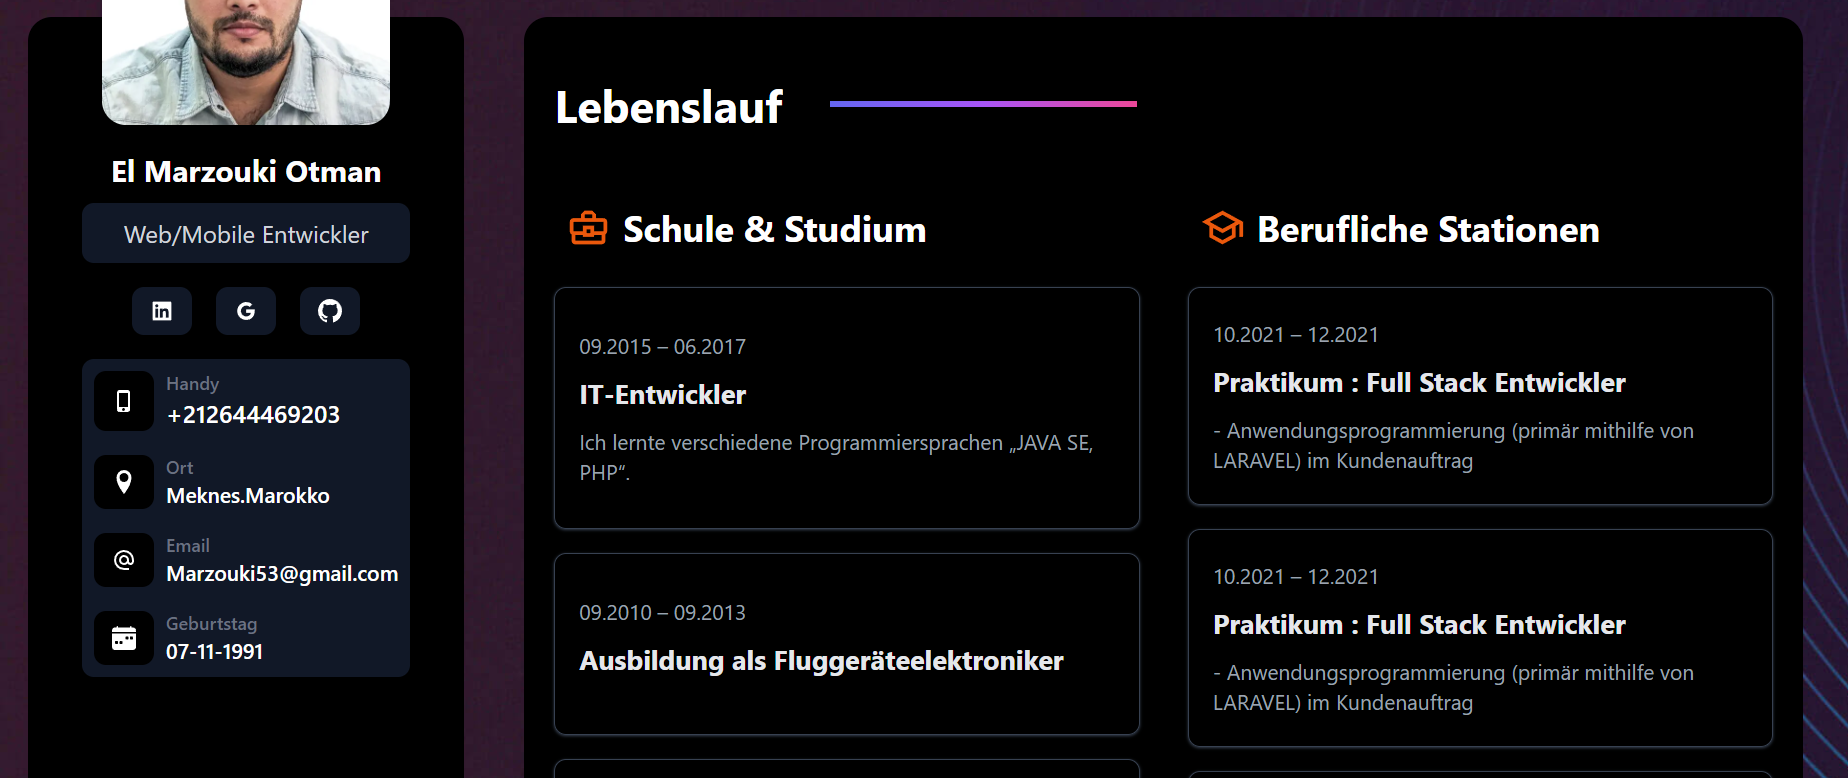 El Marzouki Otman
Web/Mobile Entwickler
Handy
+212644469203
Ort
Meknes.Marokko
Email
Marzouki53@gmail.com
Geburtstag
07-11-1991
Lebenslauf
Schule & Studium
09.2015 – 06.2017
IT-Entwickler
Ich lernte verschiedene Programmiersprachen „JAVA SE,
PHP“.
09.2010 – 09.2013
Ausbildung als Fluggeräteelektroniker
Berufliche Stationen
10.2021 – 12.2021
Praktikum : Full Stack Entwickler
- Anwendungsprogrammierung (primär mithilfe von
LARAVEL) im Kundenauftrag
10.2021 – 12.2021
Praktikum : Full Stack Entwickler
- Anwendungsprogrammierung (primär mithilfe von
LARAVEL) im Kundenauftrag